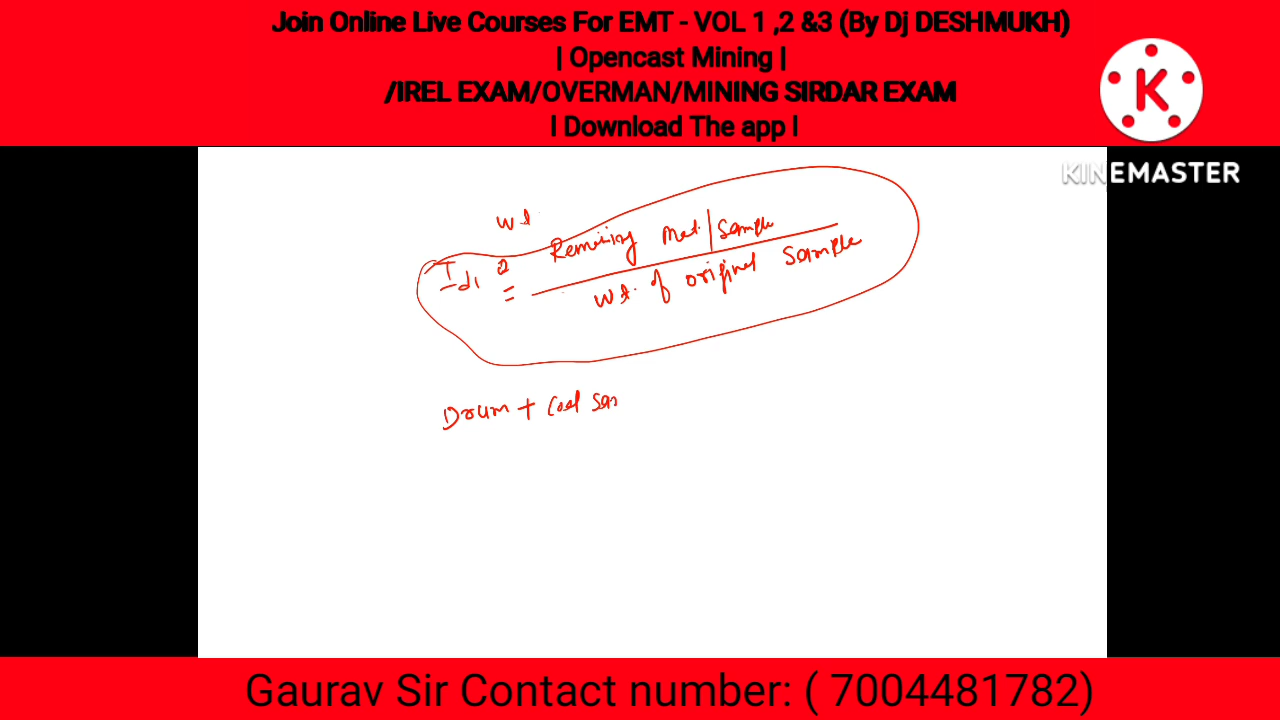 Join Online Live Courses For EMT - VOL 1 ,2 &3 (By Dj DESHMUKH)
| Opencast Mining |
/IREL EXAM/OVERMAN/MINING SIRDAR EXAM
| Download The app |
K
KINEMASTER
wt
Remaining mat/sample
Id1 =
wt. of original sample
Drum + Coal Sam
Gaurav Sir Contact number: ( 7004481782)